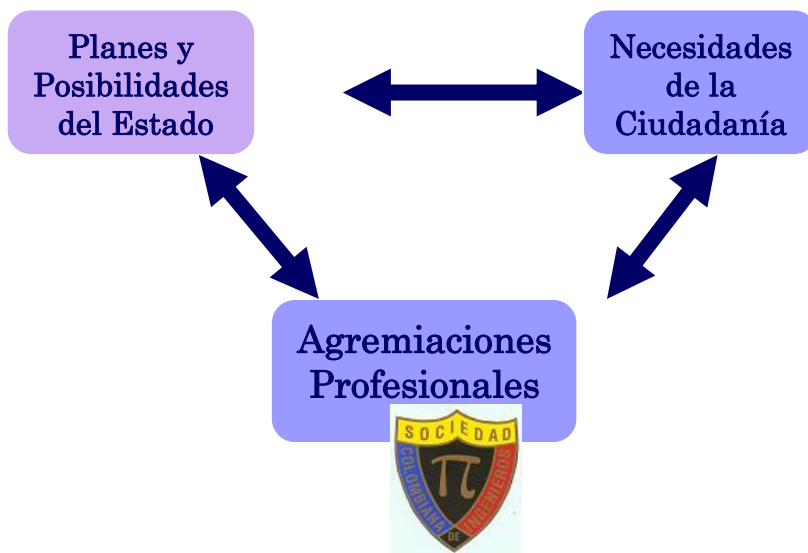 Planes y
Posibilidades
del Estado
Necesidades
de la
Ciudadanía
Agremiaciones
Profesionales
SOCIEDAD
COLOMBIANA
DE
INGENIEROS
π